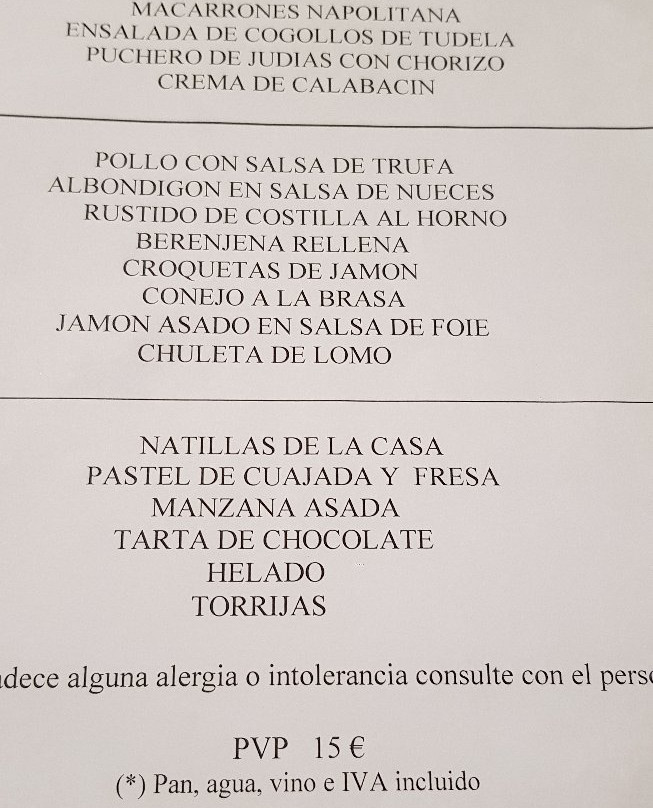 MACARRONES NAPOLITANA
ENSALADA DE COGOLLOS DE TUDELA
PUCHERO DE JUDIAS CON CHORIZO
CREMA DE CALABACIN
POLLO CON SALSA DE TRUFA
ALBONDIGON EN SALSA DE NUECES
RUSTIDO DE COSTILLA AL HORNO
BERENJENA RELLENA
CROQUETAS DE JAMON
CONEJO A LA BRASA
JAMON ASADO EN SALSA DE FOIE
CHULETA DE LOMO
NATILLAS DE LA CASA
PASTEL DE CUAJADA Y FRESA
MANZANA ASADA
TARTA DE CHOCOLATE
HELADO
TORRIJAS
alguna alergia o intolerancia consulte con el
PVP 15 €
(*) Pan, agua, vino e IVA incluido